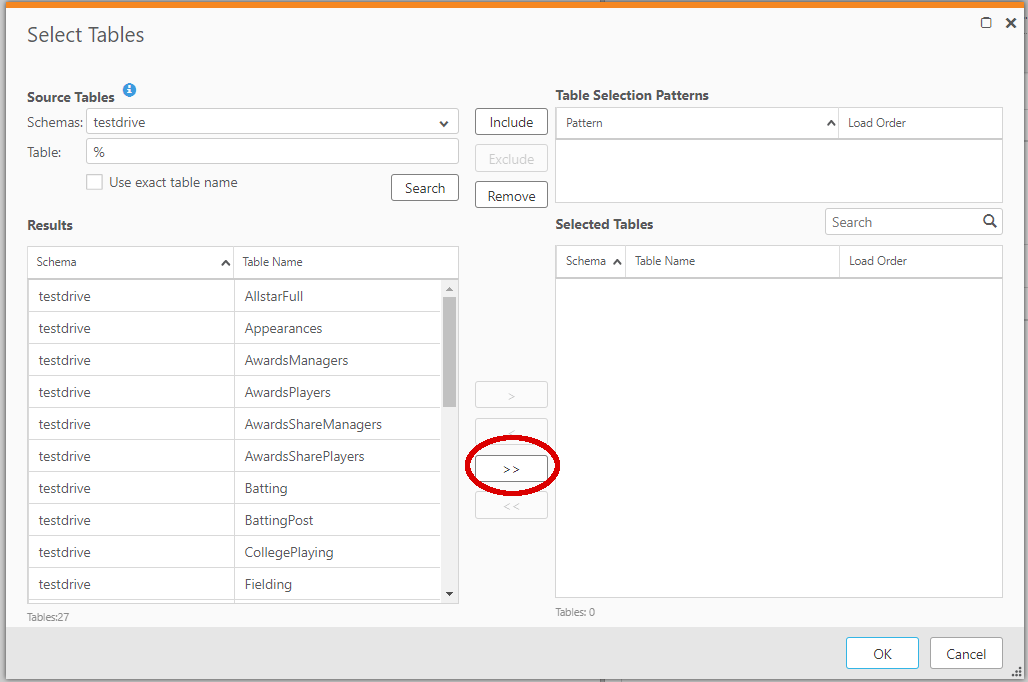 Select Tables
Source Tables
Schemas: testdrive
Table: %
Use exact table name
Search
Include
Exclude
Remove
Table Selection Patterns
Pattern Load Order
Results
Schema Table Name
testdrive AllstarFull
testdrive Appearances
testdrive AwardsManagers
testdrive AwardsPlayers
testdrive AwardsShareManagers
testdrive AwardsSharePlayers
testdrive Batting
testdrive BattingPost
testdrive CollegePlaying
testdrive Fielding
Tables:27
>
<
>>
<<
Selected Tables
Search
Schema Table Name Load Order
Tables: 0
OK
Cancel